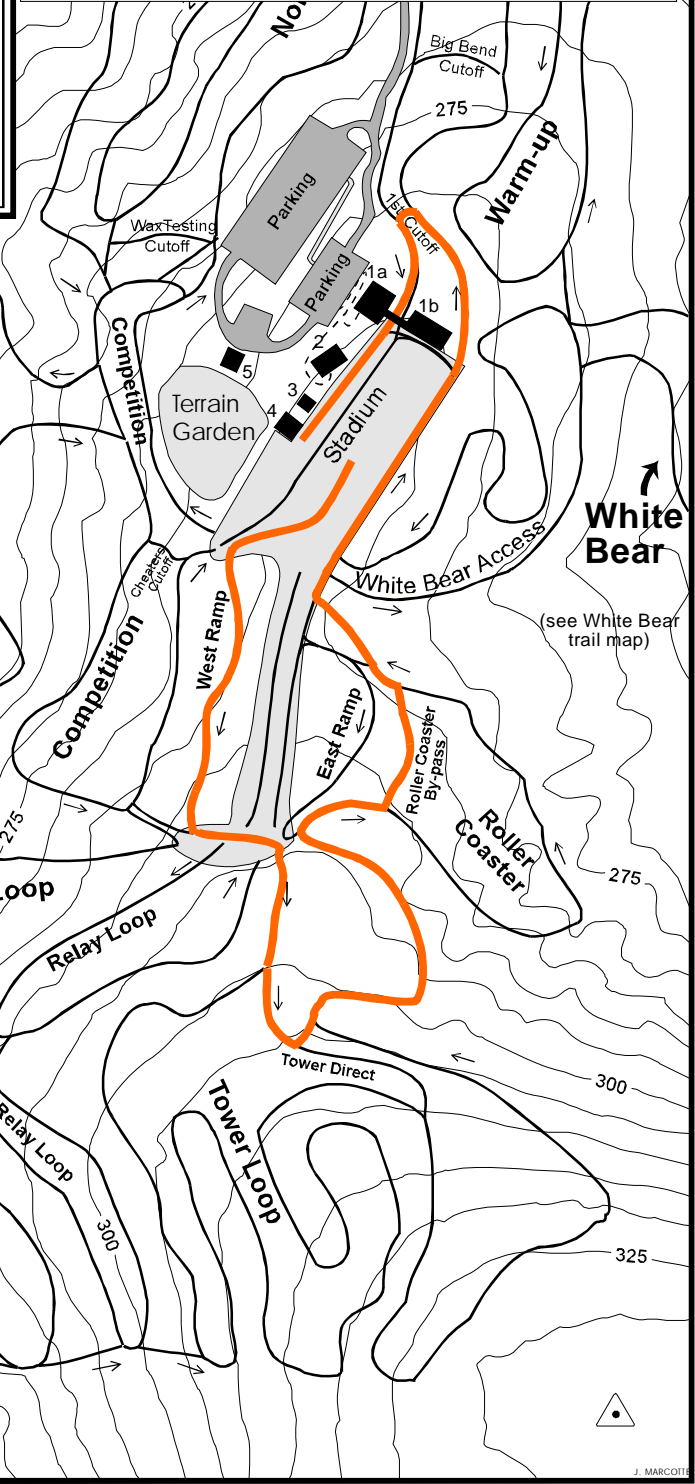 No
Big Bend
Cutoff
275
Warm-up
Parking
1st Cutoff
WaxTesting
Cutoff
Parking
1a
1b
2
5
3
4
Competition
Terrain
Garden
Stadium
White
Bear
White Bear Access
Cheaters
Cutoff
(see White Bear
trail map)
West Ramp
Competition
East Ramp
Roller Coaster
By-pass
Roller
Coaster
275
275
Loop
Relay Loop
Tower Direct
300
Relay Loop
Tower Loop
300
325
J. MARCOTTE